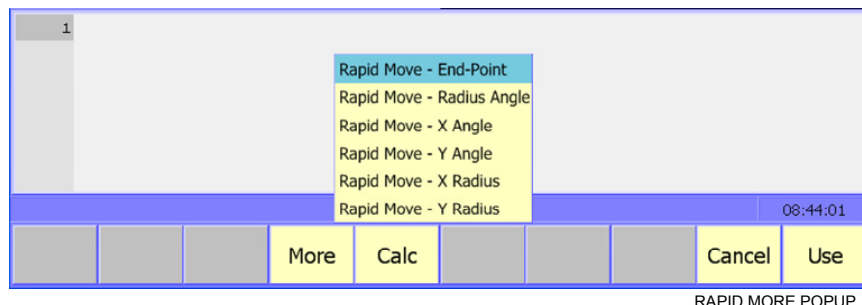 1
Rapid Move - End-Point
Rapid Move - Radius Angle
Rapid Move - X Angle
Rapid Move - Y Angle
Rapid Move - X Radius
Rapid Move - Y Radius
08:44:01
More Calc Cancel Use
RAPID MORE POPUP